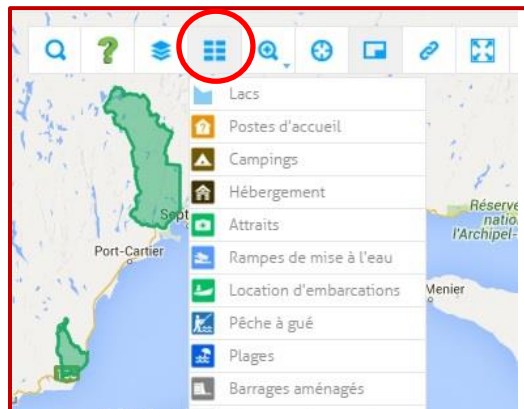 ?
Lacs
Postes d'accueil
Campings
Hébergement
Sept
Attraits
Port-Cartier
Rampes de mise à l'eau
Location d'embarcations
Pêche à gué
Plages
Barrages aménagés
Réserve
natio
l'Archipel-
Menier